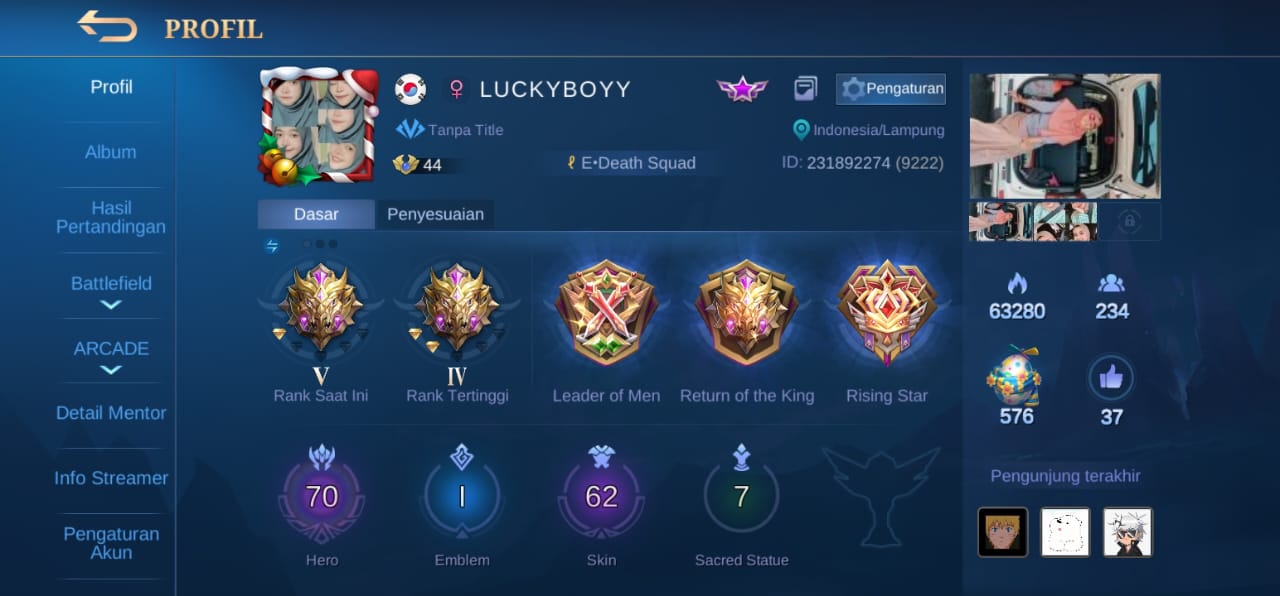 PROFIL
Profil
Album
Hasil
Pertandingan
Battlefield
ARCADE
Detail Mentor
Info Streamer
Pengaturan
Akun
LUCKYBOYY
Pengaturan
Tanpa Title
Indonesia/Lampung
44
E•Death Squad
ID: 231892274 (9222)
Dasar
Penyesuaian
V
IV
Rank Saat Ini
Rank Tertinggi
Leader of Men
Return of the King
Rising Star
70
I
62
7
Hero
Emblem
Skin
Sacred Statue
63280
234
576
37
Pengunjung terakhir